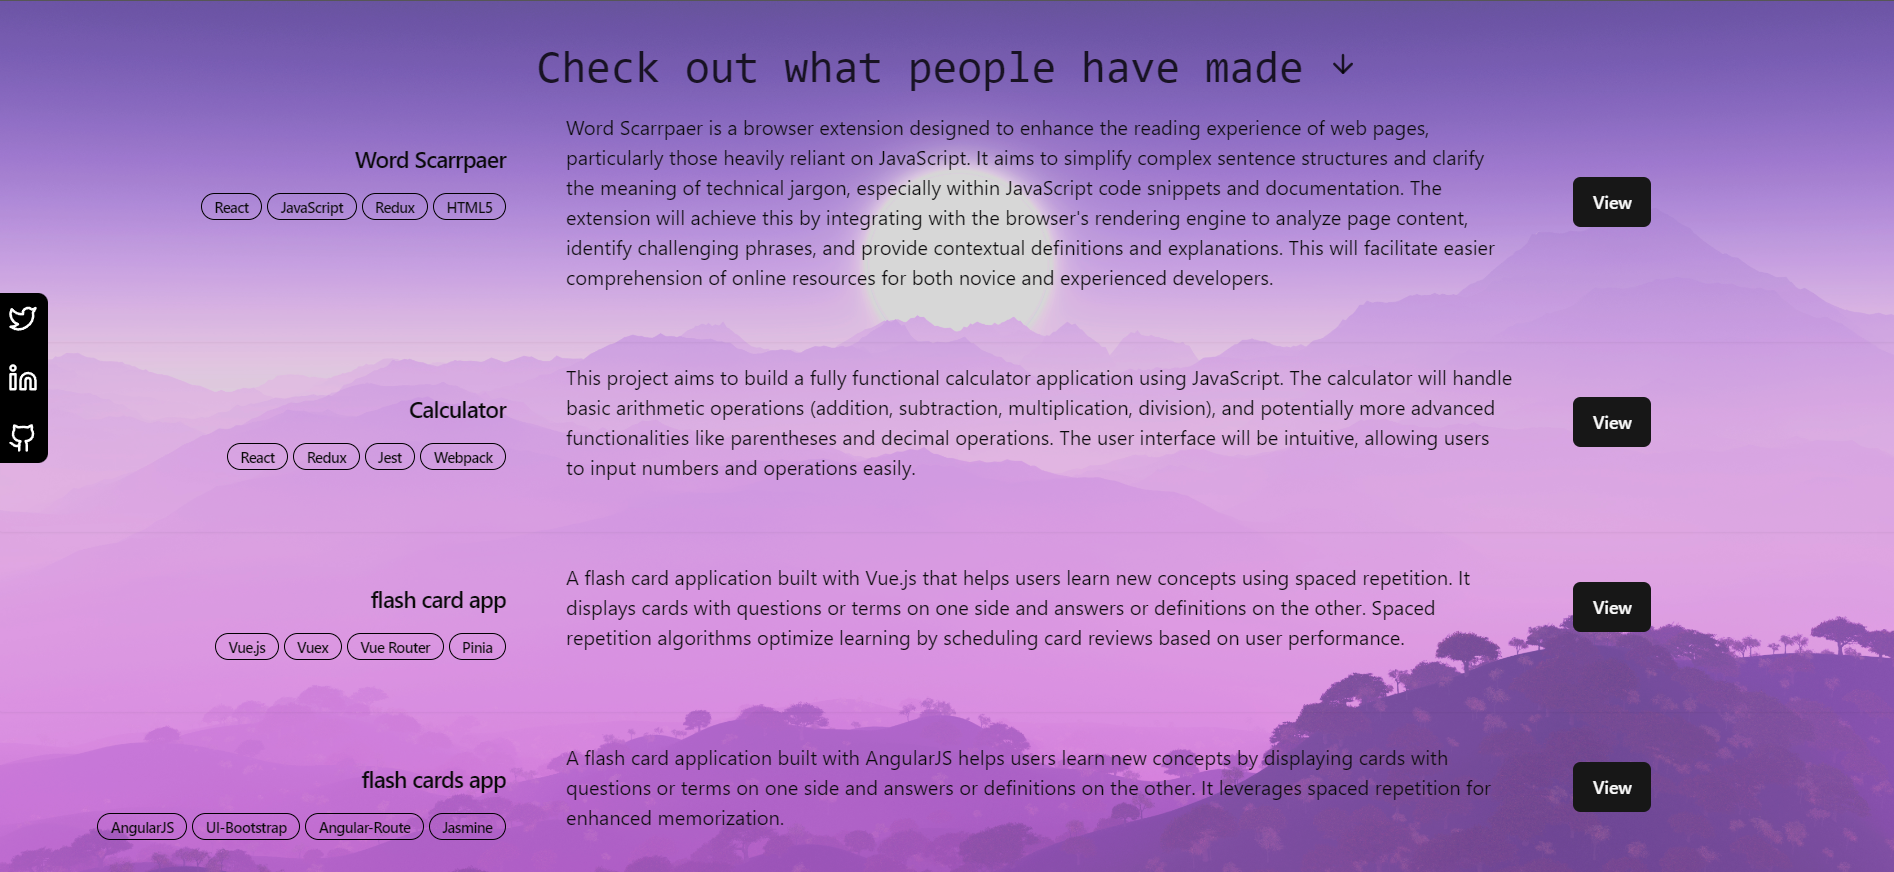 Check out what people have made ↓
Word Scarrpaer
React JavaScript Redux HTML5
Word Scarrpaer is a browser extension designed to enhance the reading experience of web pages,
particularly those heavily reliant on JavaScript. It aims to simplify complex sentence structures and clarify
the meaning of technical jargon, especially within JavaScript code snippets and documentation. The
extension will achieve this by integrating with the browser's rendering engine to analyze page content,
identify challenging phrases, and provide contextual definitions and explanations. This will facilitate easier
comprehension of online resources for both novice and experienced developers.
View
Calculator
React Redux Jest Webpack
This project aims to build a fully functional calculator application using JavaScript. The calculator will handle
basic arithmetic operations (addition, subtraction, multiplication, division), and potentially more advanced
functionalities like parentheses and decimal operations. The user interface will be intuitive, allowing users
to input numbers and operations easily.
View
flash card app
Vue.js Vuex Vue Router Pinia
A flash card application built with Vue.js that helps users learn new concepts using spaced repetition. It
displays cards with questions or terms on one side and answers or definitions on the other. Spaced
repetition algorithms optimize learning by scheduling card reviews based on user performance.
View
flash cards app
AngularJS UI-Bootstrap Angular-Route Jasmine
A flash card application built with AngularJS helps users learn new concepts by displaying cards with
questions or terms on one side and answers or definitions on the other. It leverages spaced repetition for
enhanced memorization.
View